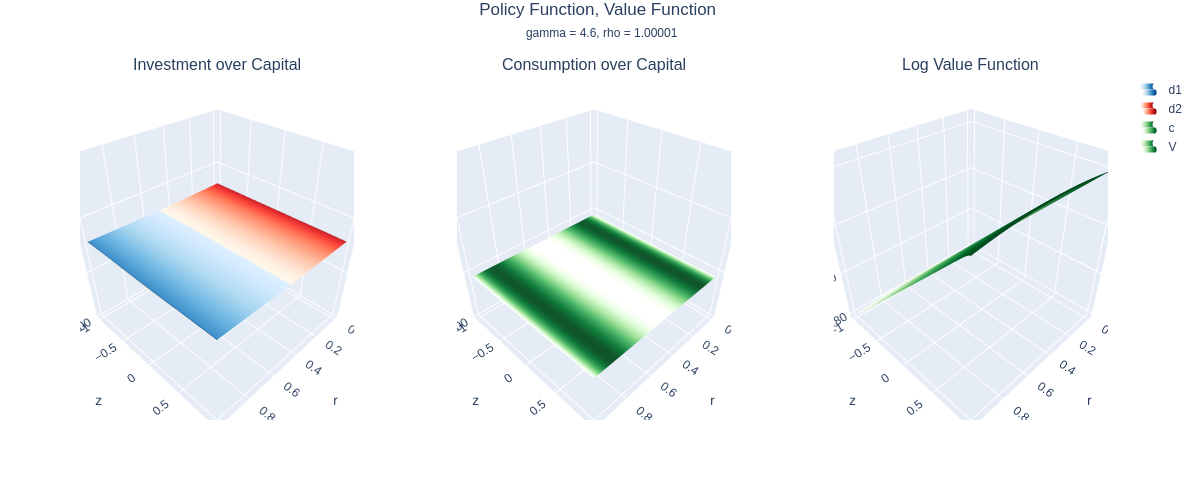 Policy Function, Value Function
gamma = 4.6, rho = 1.00001
Investment over Capital
Consumption over Capital
Log Value Function
d1
d2
c
V
−0.5
0
0.5
z
0
0.2
0.4
0.6
0.8
r
−0.5
0
0.5
z
0
0.2
0.4
0.6
0.8
r
−1
−0.5
0
0.5
z
0
0.2
0.4
0.6
0.8
r